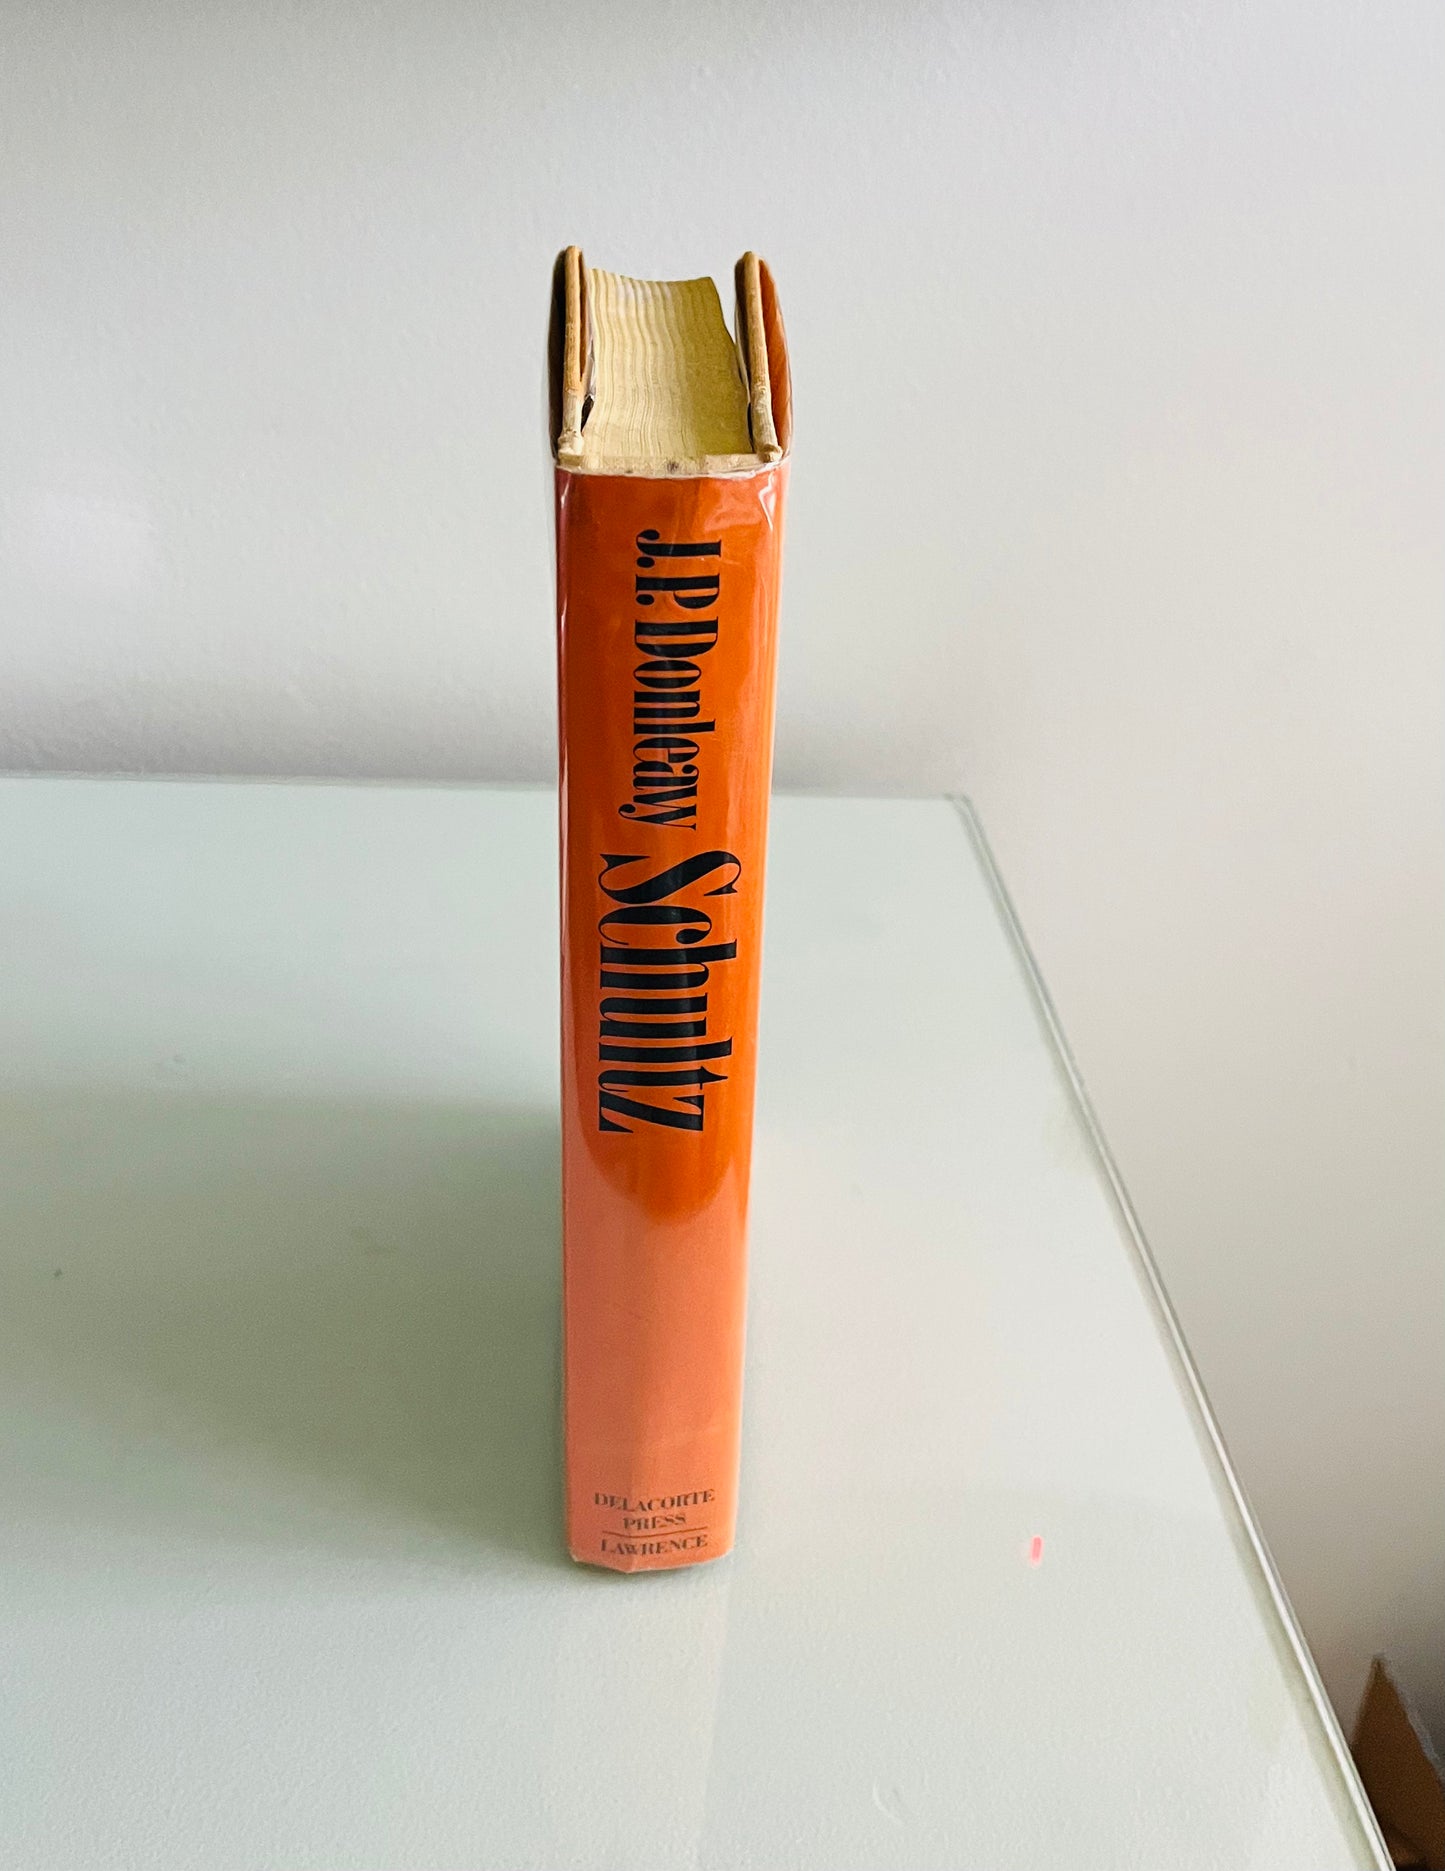 J.P. Donleavy Schultz
DELACORTE
PRESS
LAWRENCE